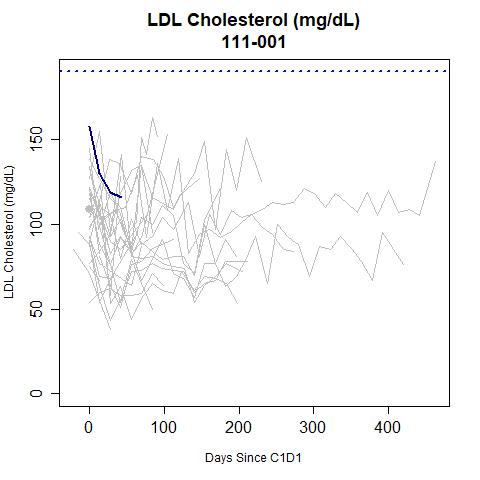 LDL Cholesterol (mg/dL)
111-001
LDL Cholesterol (mg/dL)
150
100
50
0
0 100 200 300 400
Days Since C1D1